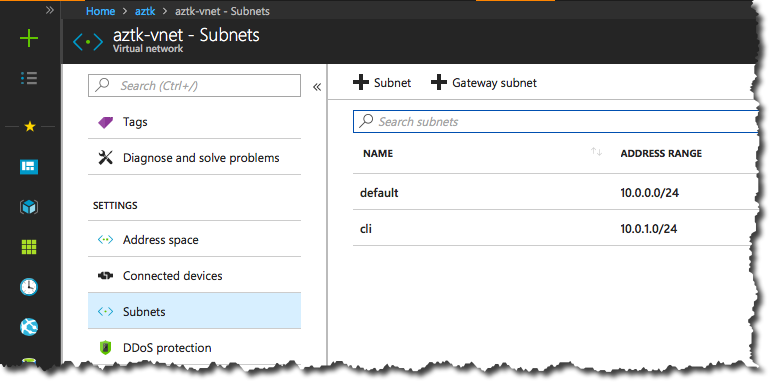 Home > aztk > aztk-vnet - Subnets
aztk-vnet - Subnets
Virtual network
Search (Ctrl+/)
Tags
Diagnose and solve problems
SETTINGS
Address space
Connected devices
Subnets
DDoS protection
Subnet
Gateway subnet
Search subnets
NAME ADDRESS RANGE
default 10.0.0.0/24
cli 10.0.1.0/24